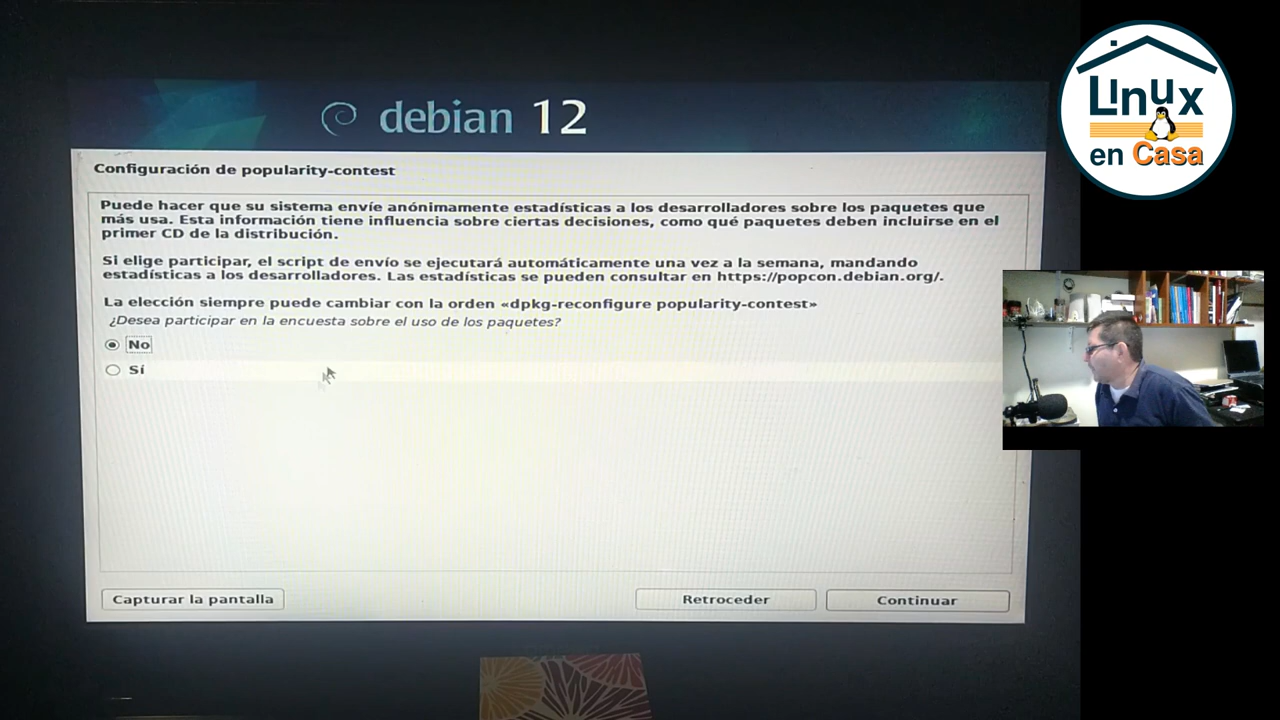 debian 12
Configuración de popularity-contest
Puede hacer que su sistema envíe anónimamente estadísticas a los desarrolladores sobre los paquetes que
más usa. Esta información tiene influencia sobre ciertas decisiones, como qué paquetes deben incluirse en el
primer CD de la distribución.
Si elige participar, el script de envío se ejecutará automáticamente una vez a la semana, mandando
estadísticas a los desarrolladores. Las estadísticas se pueden consultar en https://popcon.debian.org/.
La elección siempre puede cambiar con la orden «dpkg-reconfigure popularity-contest»
¿Desea participar en la encuesta sobre el uso de los paquetes?
No
Sí
Capturar la pantalla
Retroceder
Continuar
Linux
en Casa